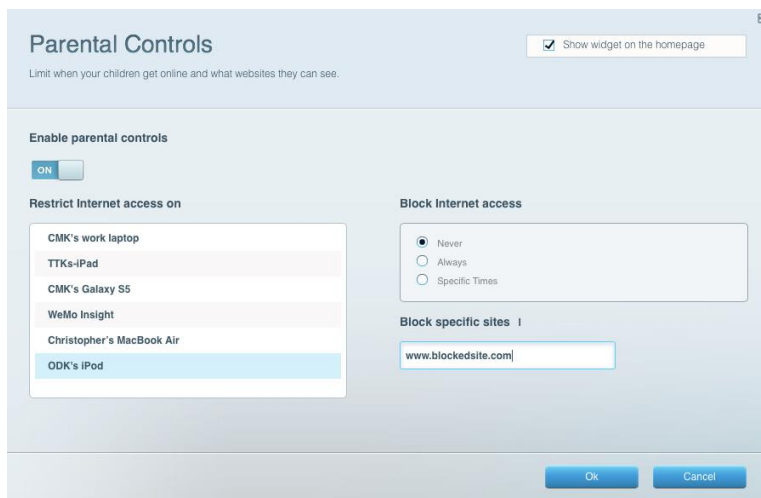 Parental Controls
Show widget on the homepage
Limit when your children get online and what websites they can see.
Enable parental controls
ON
Restrict Internet access on
CMK's work laptop
TTKs-iPad
CMK's Galaxy S5
WeMo Insight
Christopher's MacBook Air
ODK's iPod
Block Internet access
Never
Always
Specific Times
Block specific sites I
www.blockedsite.com
Ok
Cancel